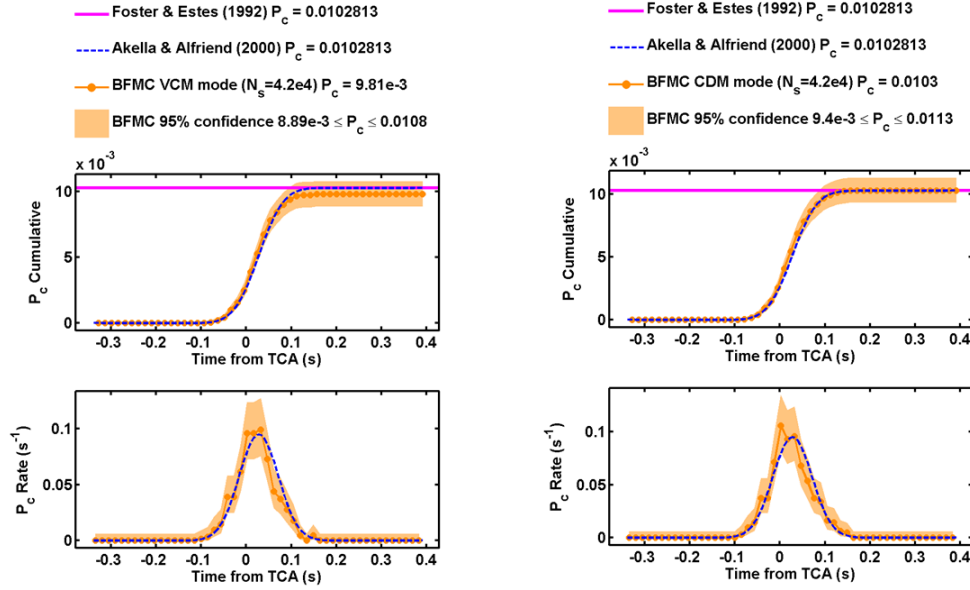 Foster & Estes (1992) P_c = 0.0102813
Akella & Alfriend (2000) P_c = 0.0102813
BFMC VCM mode (N_s=4.2e4) P_c = 9.81e-3
BFMC 95% confidence 8.89e-3 ≤ P_c ≤ 0.0108
x 10^-3
10
5
0
P_c Cumulative
-0.3 -0.2 -0.1 0 0.1 0.2 0.3 0.4
Time from TCA (s)
0.1
0.05
0
P_c Rate (s^-1)
-0.3 -0.2 -0.1 0 0.1 0.2 0.3 0.4
Time from TCA (s)
Foster & Estes (1992) P_c = 0.0102813
Akella & Alfriend (2000) P_c = 0.0102813
BFMC CDM mode (N_s=4.2e4) P_c = 0.0103
BFMC 95% confidence 9.4e-3 ≤ P_c ≤ 0.0113
x 10^-3
10
5
0
P_c Cumulative
-0.3 -0.2 -0.1 0 0.1 0.2 0.3 0.4
Time from TCA (s)
0.1
0.05
0
P_c Rate (s^-1)
-0.3 -0.2 -0.1 0 0.1 0.2 0.3 0.4
Time from TCA (s)